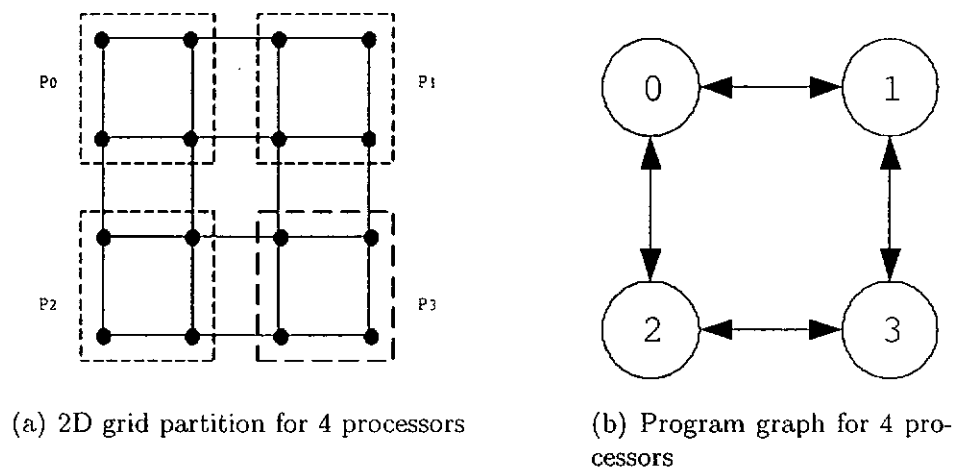 P0
P1
P2
P3
0
1
2
3
(a) 2D grid partition for 4 processors
(b) Program graph for 4 pro-
cessors